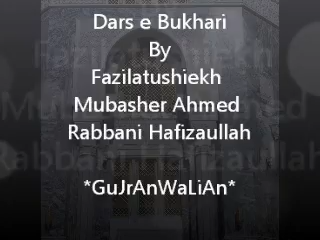 Dars e Bukhari
By
Fazilatushiekh
Mubasher Ahmed
Rabbani Hafizaullah
*GuJrAnWaLiAn*